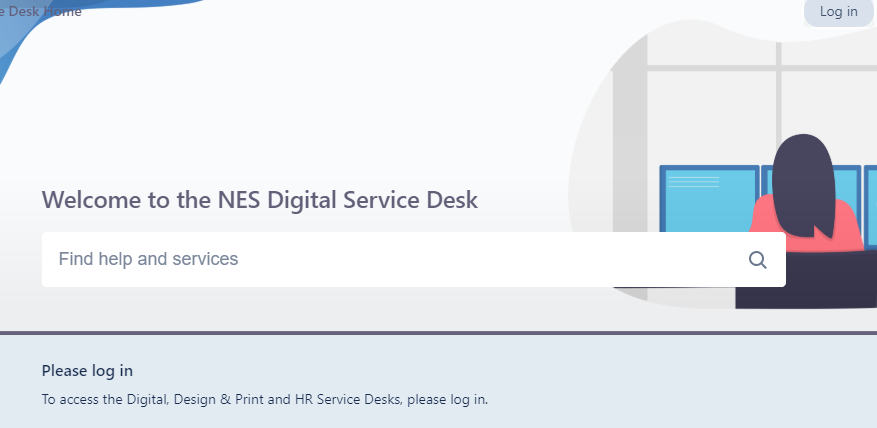 e Desk Home
Log in
Welcome to the NES Digital Service Desk
Find help and services
Please log in
To access the Digital, Design & Print and HR Service Desks, please log in.